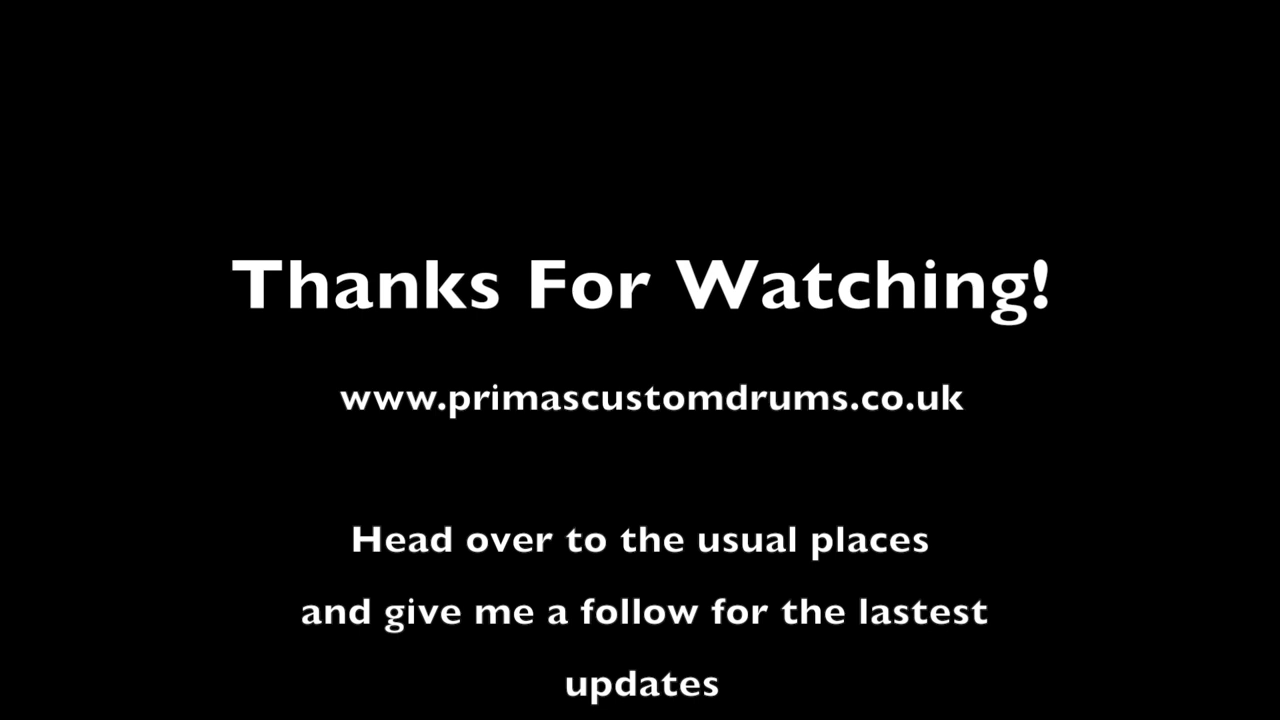 Thanks For Watching!
www.primascustomdrums.co.uk
Head over to the usual places
and give me a follow for the lastest
updates